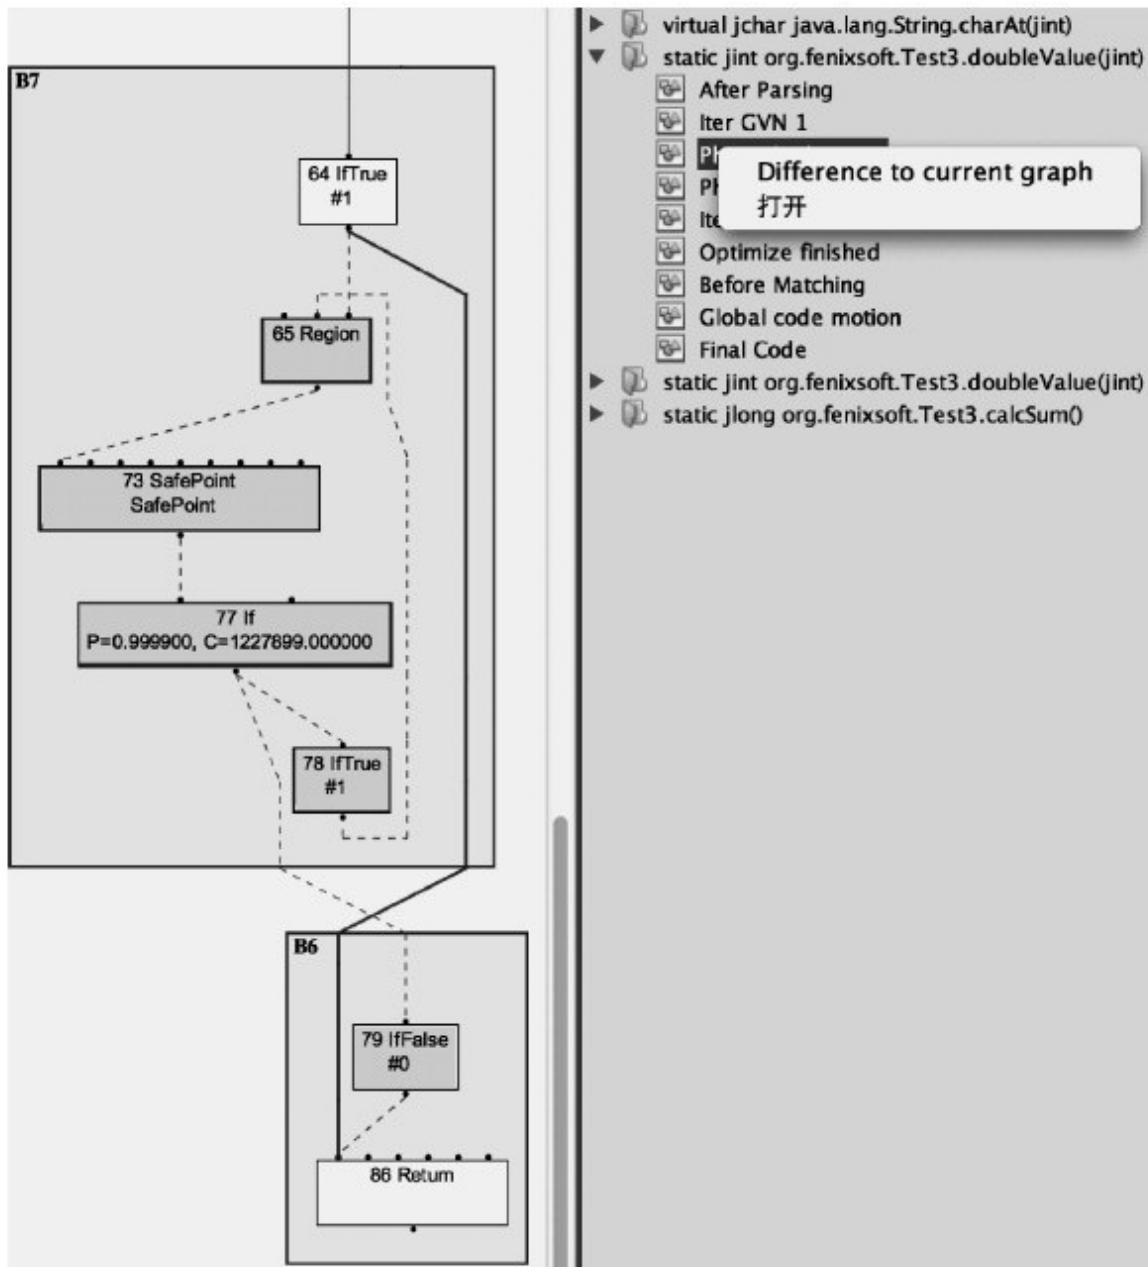 B7
64 IfTrue
#1
65 Region
73 SafePoint
SafePoint
77 If
P=0.999900, C=1227899.000000
78 IfTrue
#1
B6
79 IfFalse
#0
86 Return
virtual jchar java.lang.String.charAt(jint)
static jint org.fenixsoft.Test3.doubleValue(jint)
After Parsing
Iter GVN 1
Difference to current graph
打开
Optimize finished
Before Matching
Global code motion
Final Code
static jint org.fenixsoft.Test3.doubleValue(jint)
static jlong org.fenixsoft.Test3.calcSum()